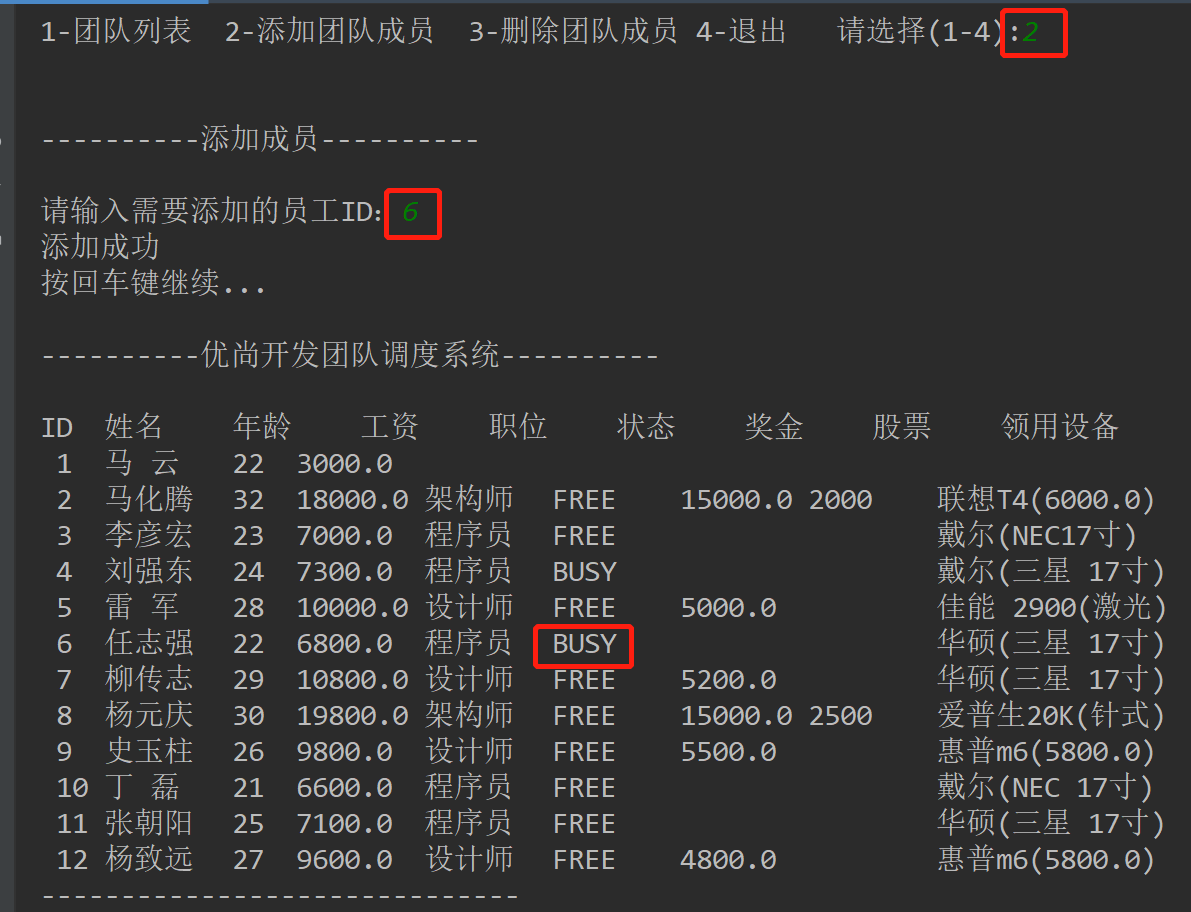 1-团队列表 2-添加团队成员 3-删除团队成员 4-退出 请选择(1-4):2
----------添加成员----------
请输入需要添加的员工ID：6
添加成功
按回车键继续...
----------优尚开发团队调度系统----------
ID 姓名 年龄 工资 职位 状态 奖金 股票 领用设备
1 马 云 22 3000.0
2 马化腾 32 18000.0 架构师 FREE 15000.0 2000 联想T4(6000.0)
3 李彦宏 23 7000.0 程序员 FREE 戴尔(NEC17寸)
4 刘强东 24 7300.0 程序员 BUSY 戴尔(三星 17寸)
5 雷 军 28 10000.0 设计师 FREE 5000.0 佳能 2900(激光)
6 任志强 22 6800.0 程序员 BUSY 华硕(三星 17寸)
7 柳传志 29 10800.0 设计师 FREE 5200.0 华硕(三星 17寸)
8 杨元庆 30 19800.0 架构师 FREE 15000.0 2500 爱普生20K(针式)
9 史玉柱 26 9800.0 设计师 FREE 5500.0 惠普m6(5800.0)
10 丁 磊 21 6600.0 程序员 FREE 戴尔(NEC 17寸)
11 张朝阳 25 7100.0 程序员 FREE 华硕(三星 17寸)
12 杨致远 27 9600.0 设计师 FREE 4800.0 惠普m6(5800.0)
------------------------------